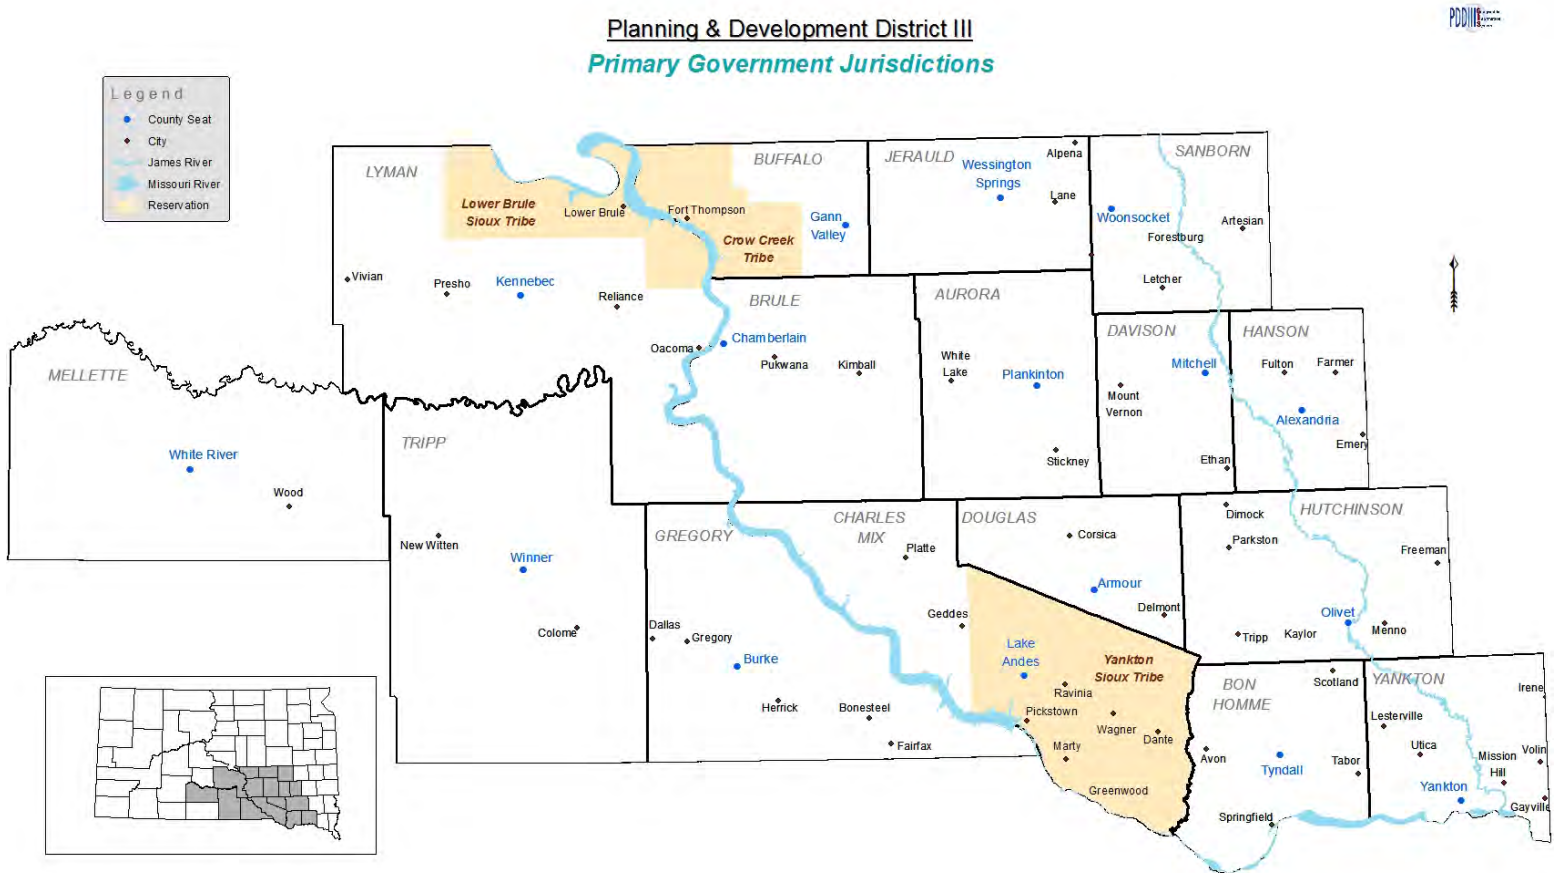 Planning & Development District III
Primary Government Jurisdictions
PDDIII
Legend
County Seat
City
James River
Missouri River
Reservation
LYMAN
Lower Brule
Sioux Tribe
Lower Brule
Fort Thompson
Crow Creek
Tribe
BUFFALO
Gann
Valley
JERAULD
Wessington
Springs
Alpena
Lane
SANBORN
Woonsocket
Forestburg
Artesian
Letcher
Vivian
Presho
Kennebec
Reliance
Oacoma
BRULE
Chamberlain
Pukwana
Kimball
AURORA
White
Lake
Plankinton
Stickney
DAVISON
Mitchell
Mount
Vernon
Ethan
HANSON
Fulton
Farmer
Alexandria
Emery
MELLETTE
White River
Wood
TRIPP
New Witten
Winner
Colome
GREGORY
Dallas
Gregory
Burke
Herrick
Bonesteel
Fairfax
CHARLES
MIX
Platte
Geddes
Lake
Andes
Yankton
Sioux Tribe
Ravinia
Pickstown
Wagner
Dante
Marty
Greenwood
DOUGLAS
Corsica
Armour
Delmont
HUTCHINSON
Dimock
Parkston
Freeman
Olivet
Menno
Tripp
Kaylor
BON
HOMME
Scotland
Avon
Tyndall
Tabor
Springfield
YANKTON
Irene
Lesterville
Utica
Mission
Hill
Volin
Yankton
Gayville